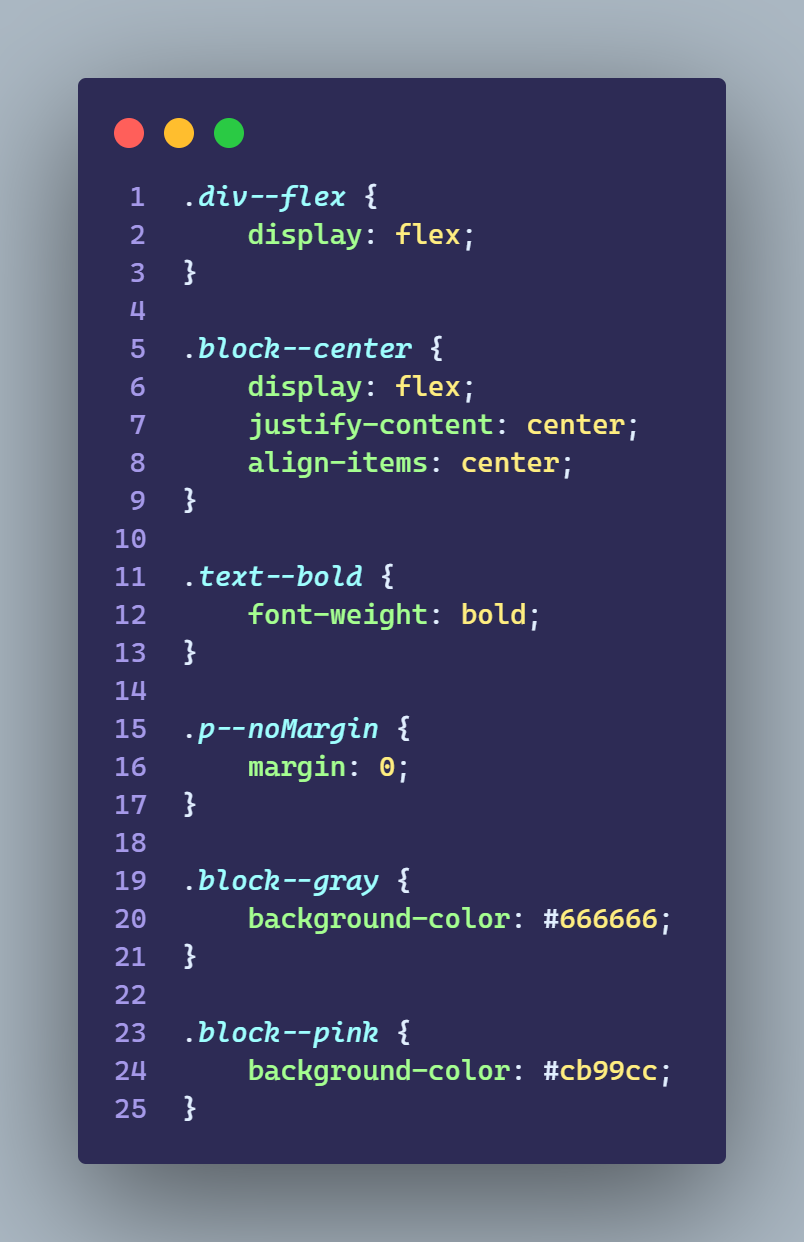 1 .div--flex {
2     display: flex;
3 }
4
5 .block--center {
6     display: flex;
7     justify-content: center;
8     align-items: center;
9 }
10
11 .text--bold {
12     font-weight: bold;
13 }
14
15 .p--noMargin {
16     margin: 0;
17 }
18
19 .block--gray {
20     background-color: #666666;
21 }
22
23 .block--pink {
24     background-color: #cb99cc;
25 }